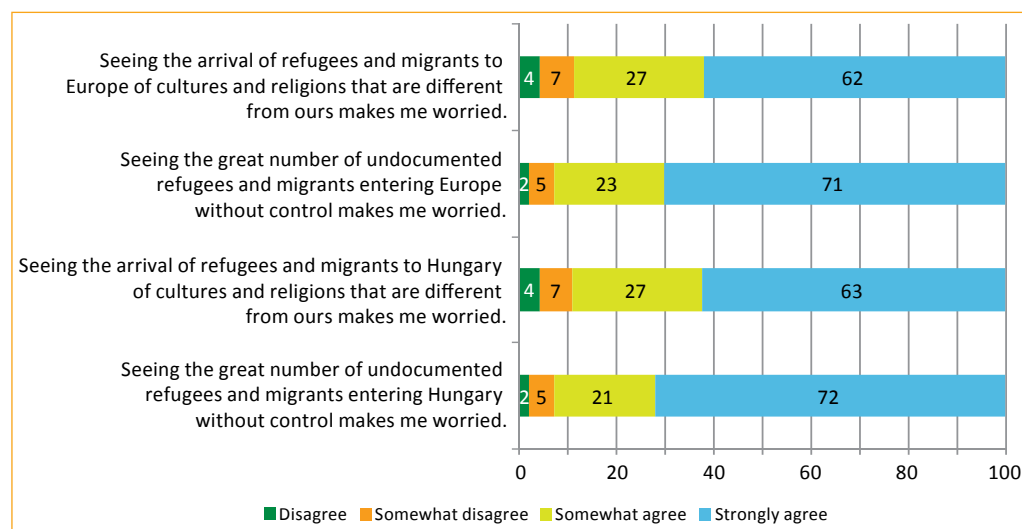 Seeing the arrival of refugees and migrants to
Europe of cultures and religions that are different
from ours makes me worried.
4 7 27 62
Seeing the great number of undocumented
refugees and migrants entering Europe
without control makes me worried.
2 5 23 71
Seeing the arrival of refugees and migrants to Hungary
of cultures and religions that are different
from ours makes me worried.
4 7 27 63
Seeing the great number of undocumented
refugees and migrants entering Hungary
without control makes me worried.
2 5 21 72
0 20 40 60 80 100
Disagree Somewhat disagree Somewhat agree Strongly agree